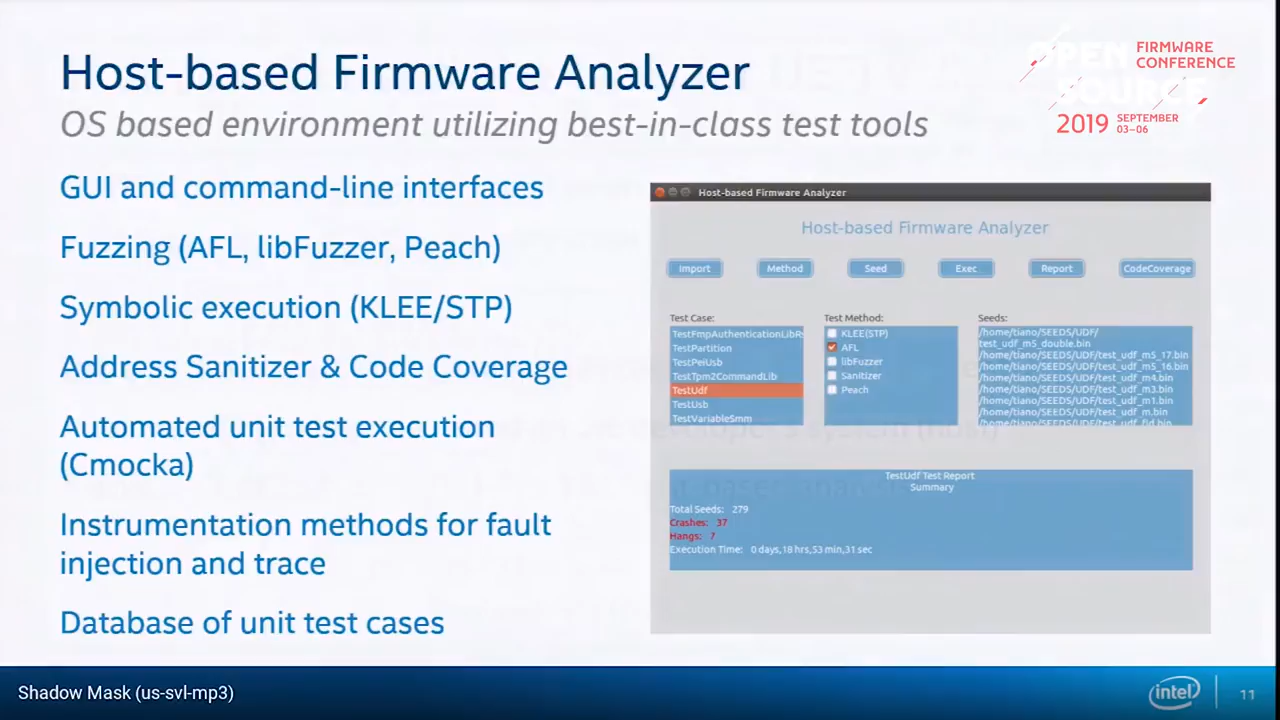 Host-based Firmware Analyzer
OS based environment utilizing best-in-class test tools
OPEN SOURCE
FIRMWARE
CONFERENCE
2019
SEPTEMBER
03–06
GUI and command-line interfaces
Fuzzing (AFL, libFuzzer, Peach)
Symbolic execution (KLEE/STP)
Address Sanitizer & Code Coverage
Automated unit test execution
(Cmocka)
Instrumentation methods for fault
injection and trace
Database of unit test cases
Host-based Firmware Analyzer
Host-based Firmware Analyzer
Import
Method
Seed
Exec
Report
CodeCoverage
Test Case:
TestFmpAuthenticationLibRs
TestPartition
TestPeiUsb
TestTpm2CommandLib
TestUdf
TestUsb
TestVariableSmm
Test Method:
KLEE(STP)
AFL
libFuzzer
Sanitizer
Peach
Seeds:
/home/tiano/SEEDS/UDF/
test_udf_m5_double.bin
/home/tiano/SEEDS/UDF/test_udf_m5_17.bin
/home/tiano/SEEDS/UDF/test_udf_m5_16.bin
/home/tiano/SEEDS/UDF/test_udf_m4.bin
/home/tiano/SEEDS/UDF/test_udf_m3.bin
/home/tiano/SEEDS/UDF/test_udf_m1.bin
/home/tiano/SEEDS/UDF/test_udf_m.bin
/home/tiano/SEEDS/UDF/test_udf_fid.bin
TestUdf Test Report
Summary
Total Seeds: 279
Crashes: 37
Hangs: 7
Execution Time: 0 days,18 hrs,53 min,31 sec
Shadow Mask (us-svl-mp3)
intel
11